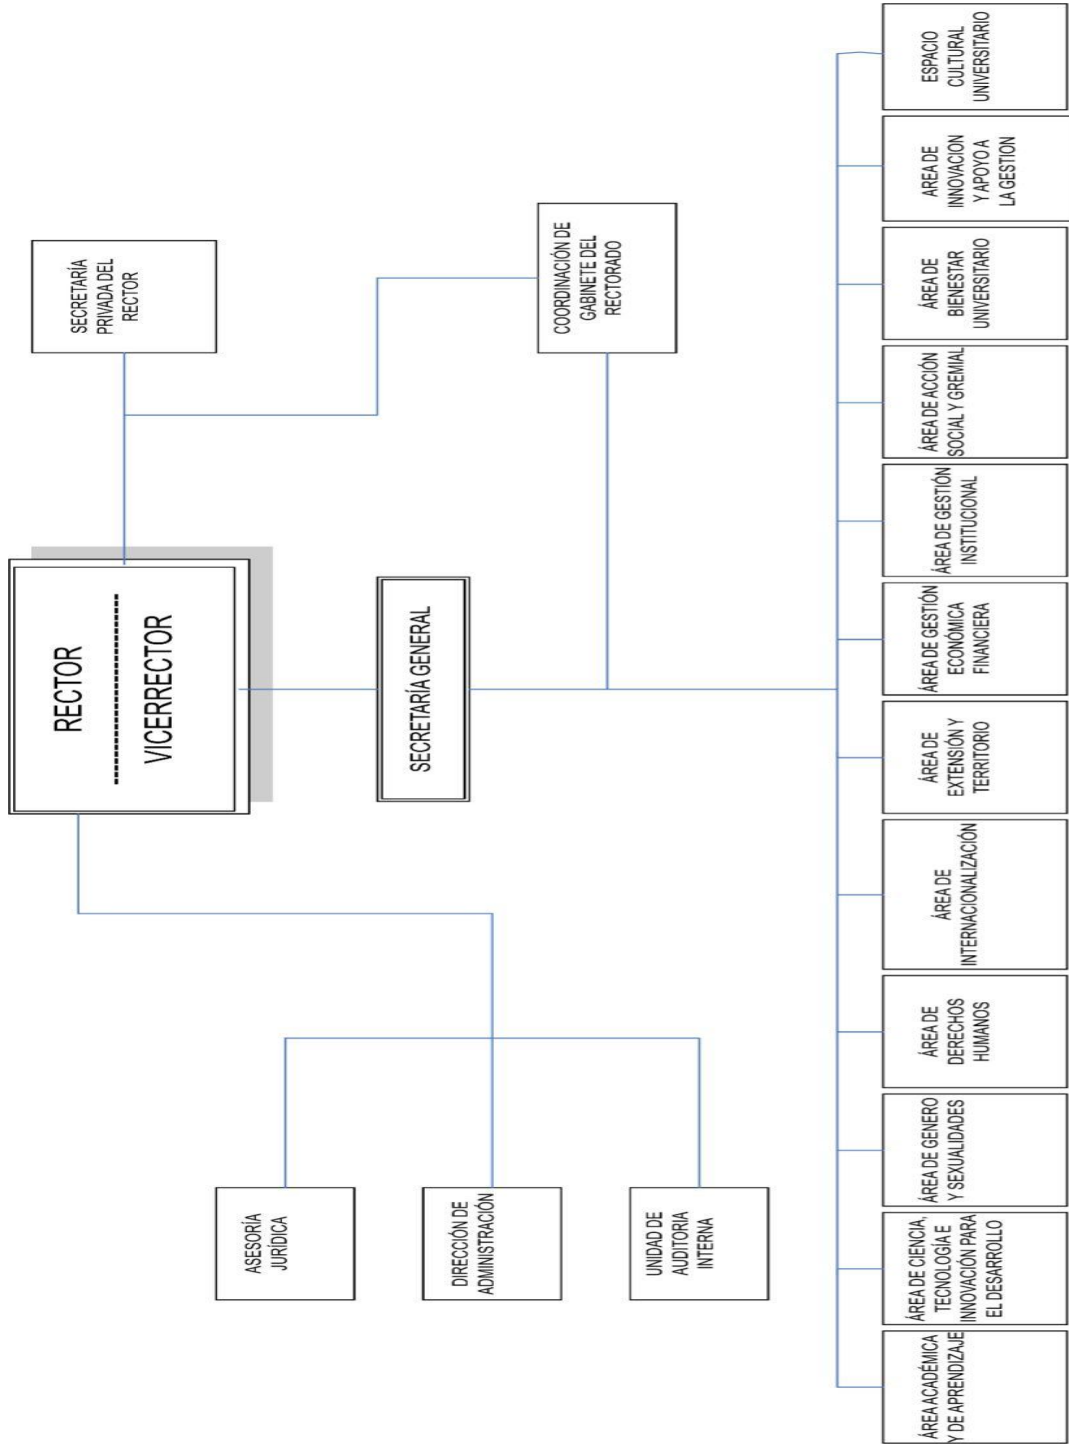 RECTOR
VICERRECTOR
SECRETARÍA
PRIVADA DEL
RECTOR
SECRETARÍA GENERAL
ASESORÍA
JURÍDICA
DIRECCIÓN DE
ADMINISTRACIÓN
UNIDAD DE
AUDITORIA
INTERNA
COORDINACIÓN DE
GABINETE DEL
RECTORADO
ÁREA ACADÉMICA
Y DE APRENDIZAJE
ÁREA DE CIENCIA,
TECNOLOGÍA E
INNOVACIÓN PARA
EL DESARROLLO
ÁREA DE GENERO
Y SEXUALIDADES
ÁREA DE
DERECHOS
HUMANOS
ÁREA DE
INTERNACIONALIZACIÓN
ÁREA DE
EXTENSIÓN Y
TERRITORIO
ÁREA DE GESTIÓN
ECONÓMICA
FINANCIERA
ÁREA DE GESTIÓN
INSTITUCIONAL
ÁREA DE ACCIÓN
SOCIAL Y GREMIAL
ÁREA DE
BIENESTAR
UNIVERSITARIO
AREA DE
INNOVACION
Y APOYO A
LA GESTION
ESPACIO
CULTURAL
UNIVERSITARIO